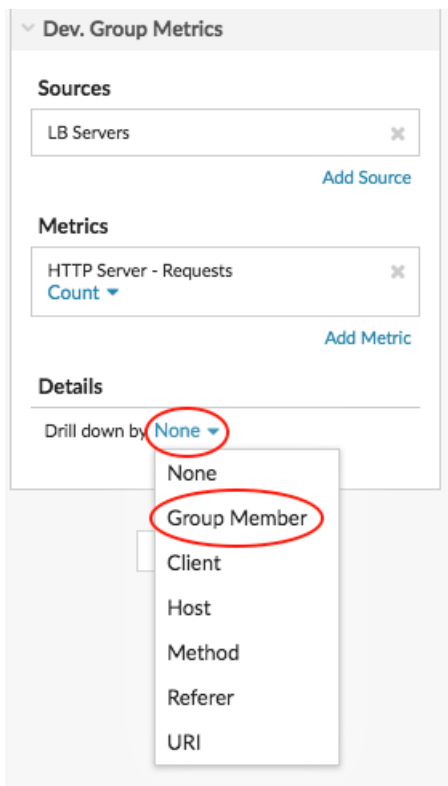 Dev. Group Metrics
Sources
LB Servers
Add Source
Metrics
HTTP Server - Requests
Count
Add Metric
Details
Drill down by None
None
Group Member
Client
Host
Method
Referer
URI